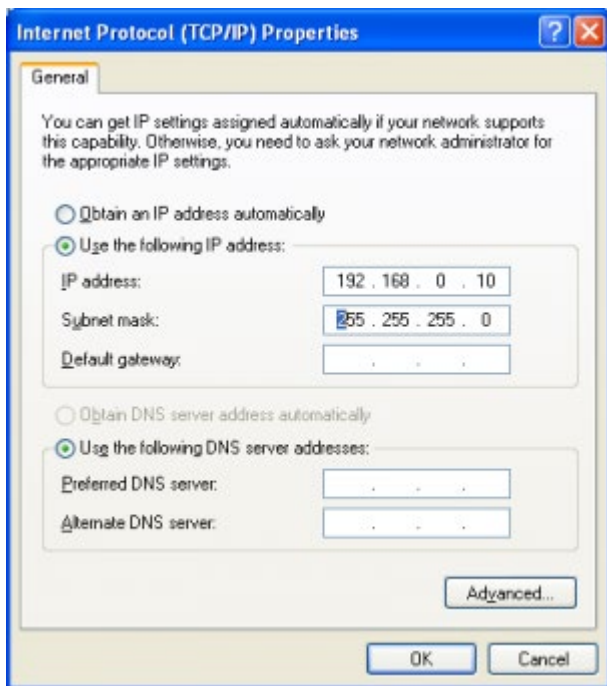 Internet Protocol (TCP/IP) Properties
General
You can get IP settings assigned automatically if your network supports
this capability. Otherwise, you need to ask your network administrator for
the appropriate IP settings.
Obtain an IP address automatically
Use the following IP address:
IP address: 192 . 168 . 0 . 10
Subnet mask: 255 . 255 . 255 . 0
Default gateway: . . .
Obtain DNS server address automatically
Use the following DNS server addresses:
Preferred DNS server: . . .
Alternate DNS server: . . .
Advanced...
OK Cancel